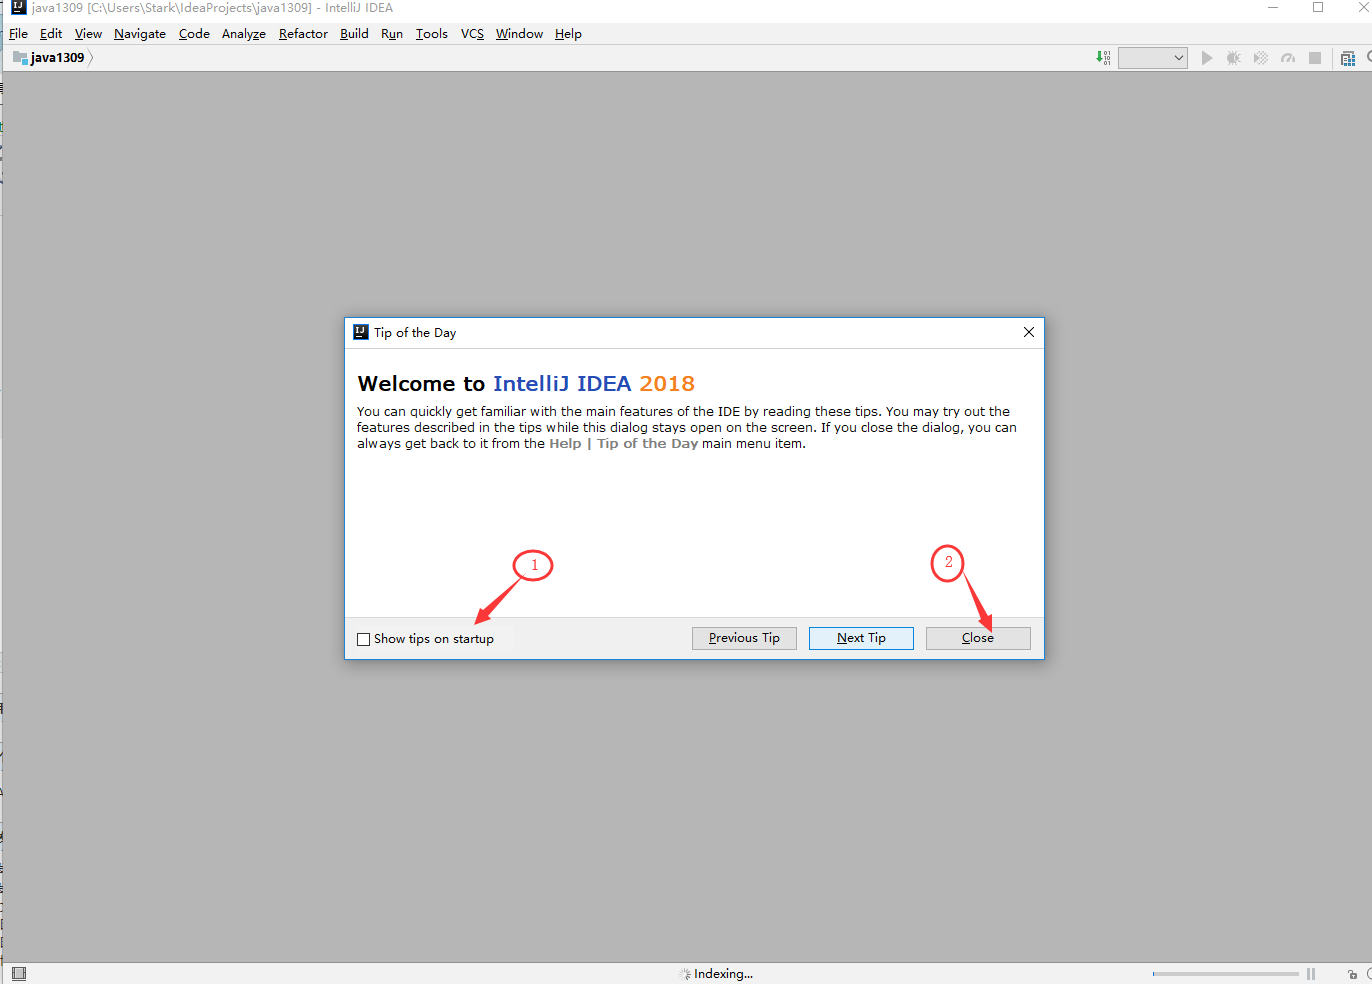 java1309 [C:\Users\Stark\IdeaProjects\java1309] - IntelliJ IDEA
File Edit View Navigate Code Analyze Refactor Build Run Tools VCS Window Help
java1309
Tip of the Day
Welcome to IntelliJ IDEA 2018
You can quickly get familiar with the main features of the IDE by reading these tips. You may try out the
features described in the tips while this dialog stays open on the screen. If you close the dialog, you can
always get back to it from the Help | Tip of the Day main menu item.
1
2
Show tips on startup
Previous Tip
Next Tip
Close
Indexing...